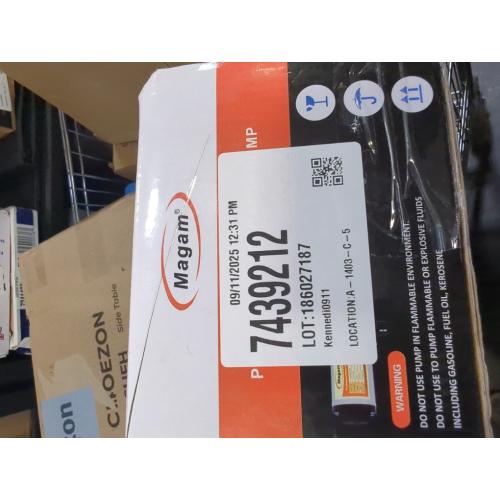 Magam®
P
MP
09/11/2025 12:31 PM
7439212
LOT:186027187
Kennedi0911
LOCATION:A-1403-C-5
Magam
WARNING
DO NOT USE PUMP IN FLAMMABLE ENVIRONMENT.
DO NOT USE TO PUMP FLAMMABLE OR EXPLOSIVE FLUIDS
INCLUDING GASOLINE, FUEL OIL, KEROSENE
OEZON
Side Table